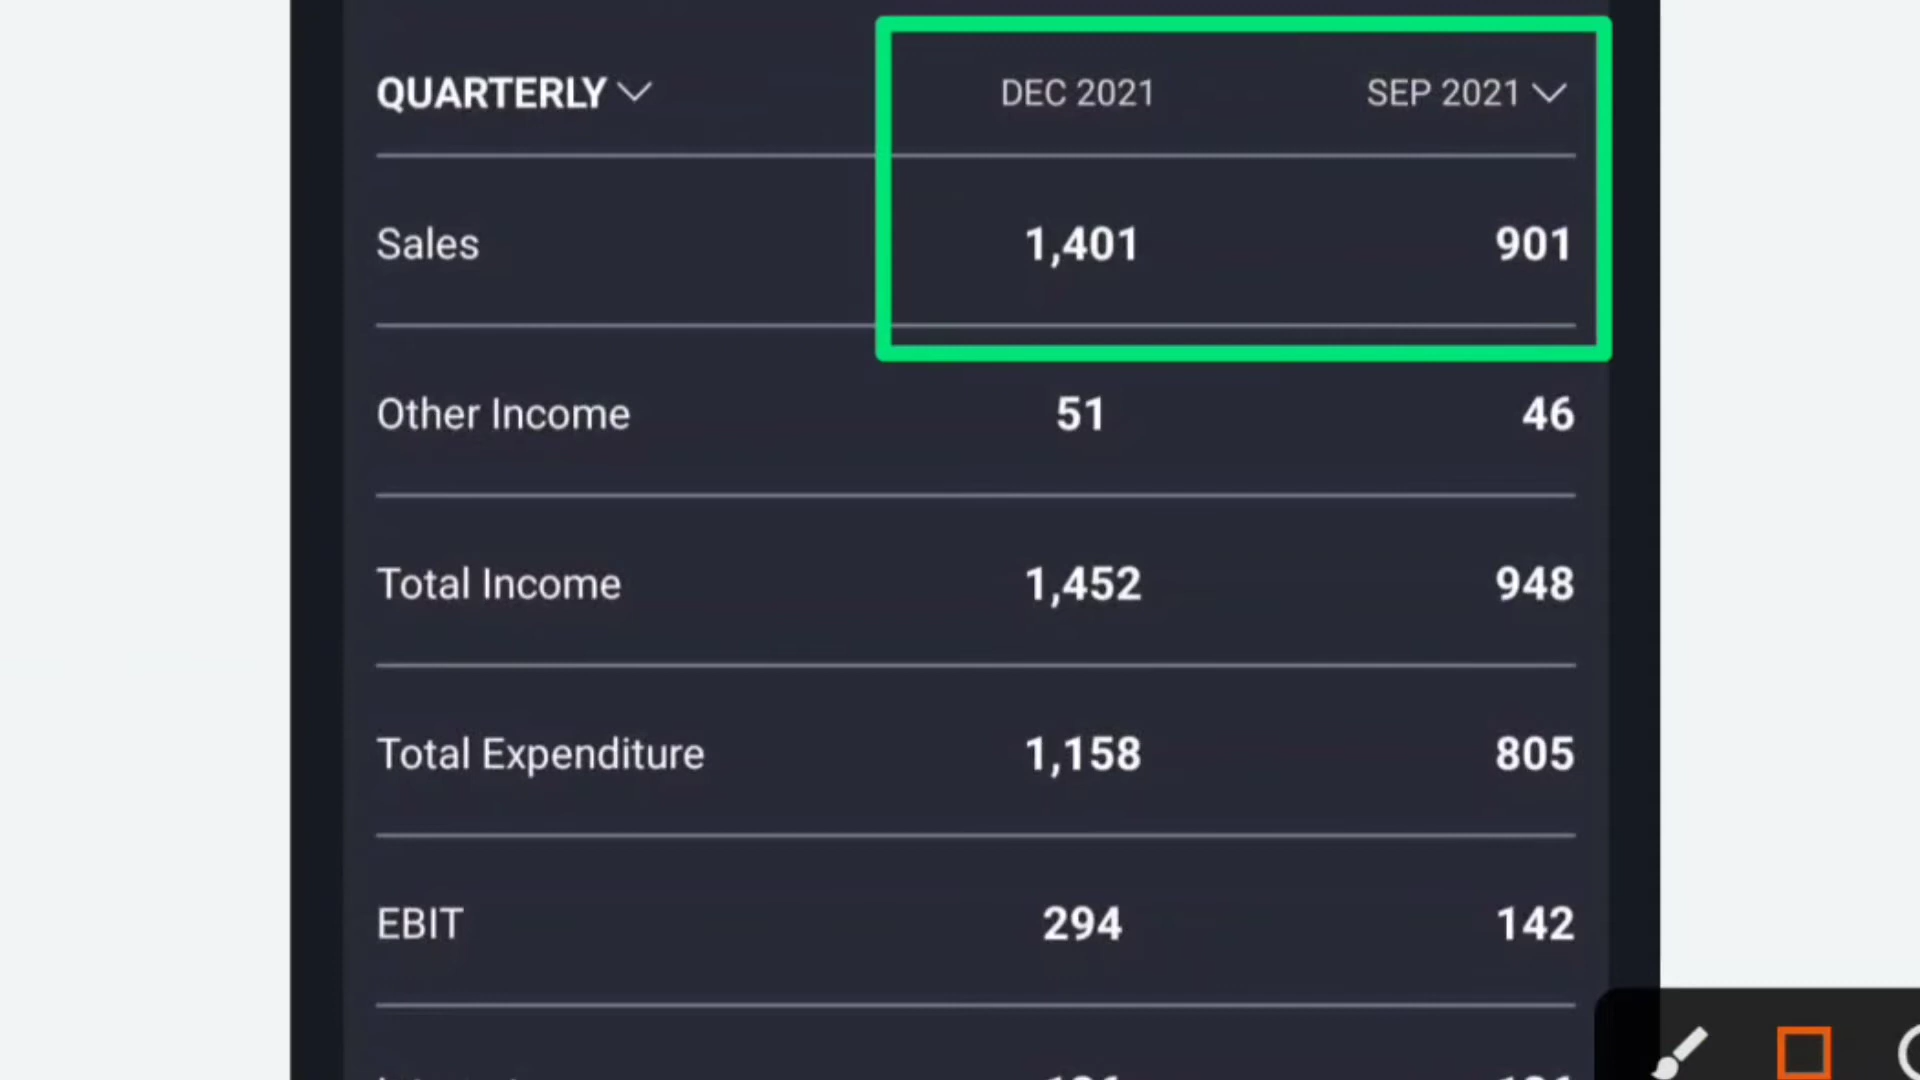 QUARTERLY DEC 2021 SEP 2021
Sales 1,401 901
Other Income 51 46
Total Income 1,452 948
Total Expenditure 1,158 805
EBIT 294 142